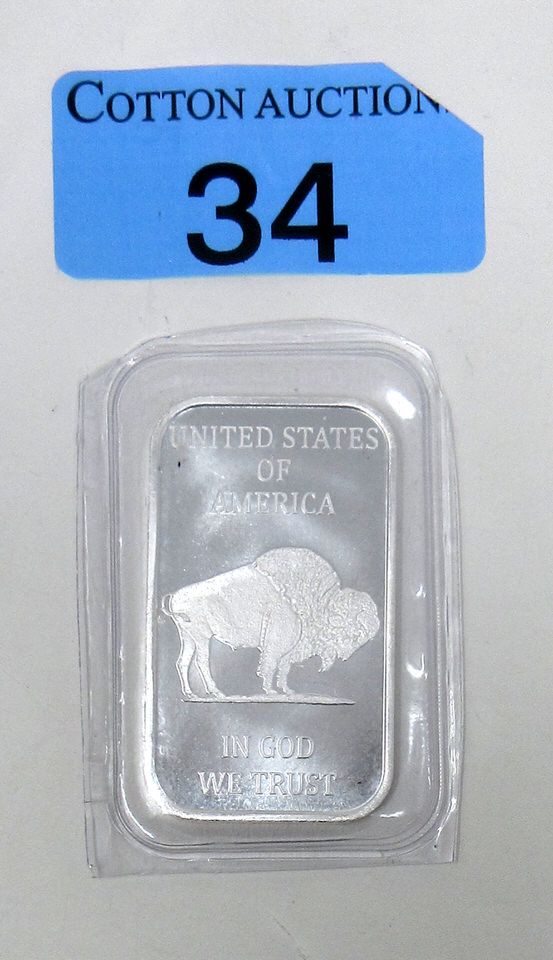 COTTON AUCTION
34
UNITED STATES
OF
AMERICA
IN GOD
WE TRUST